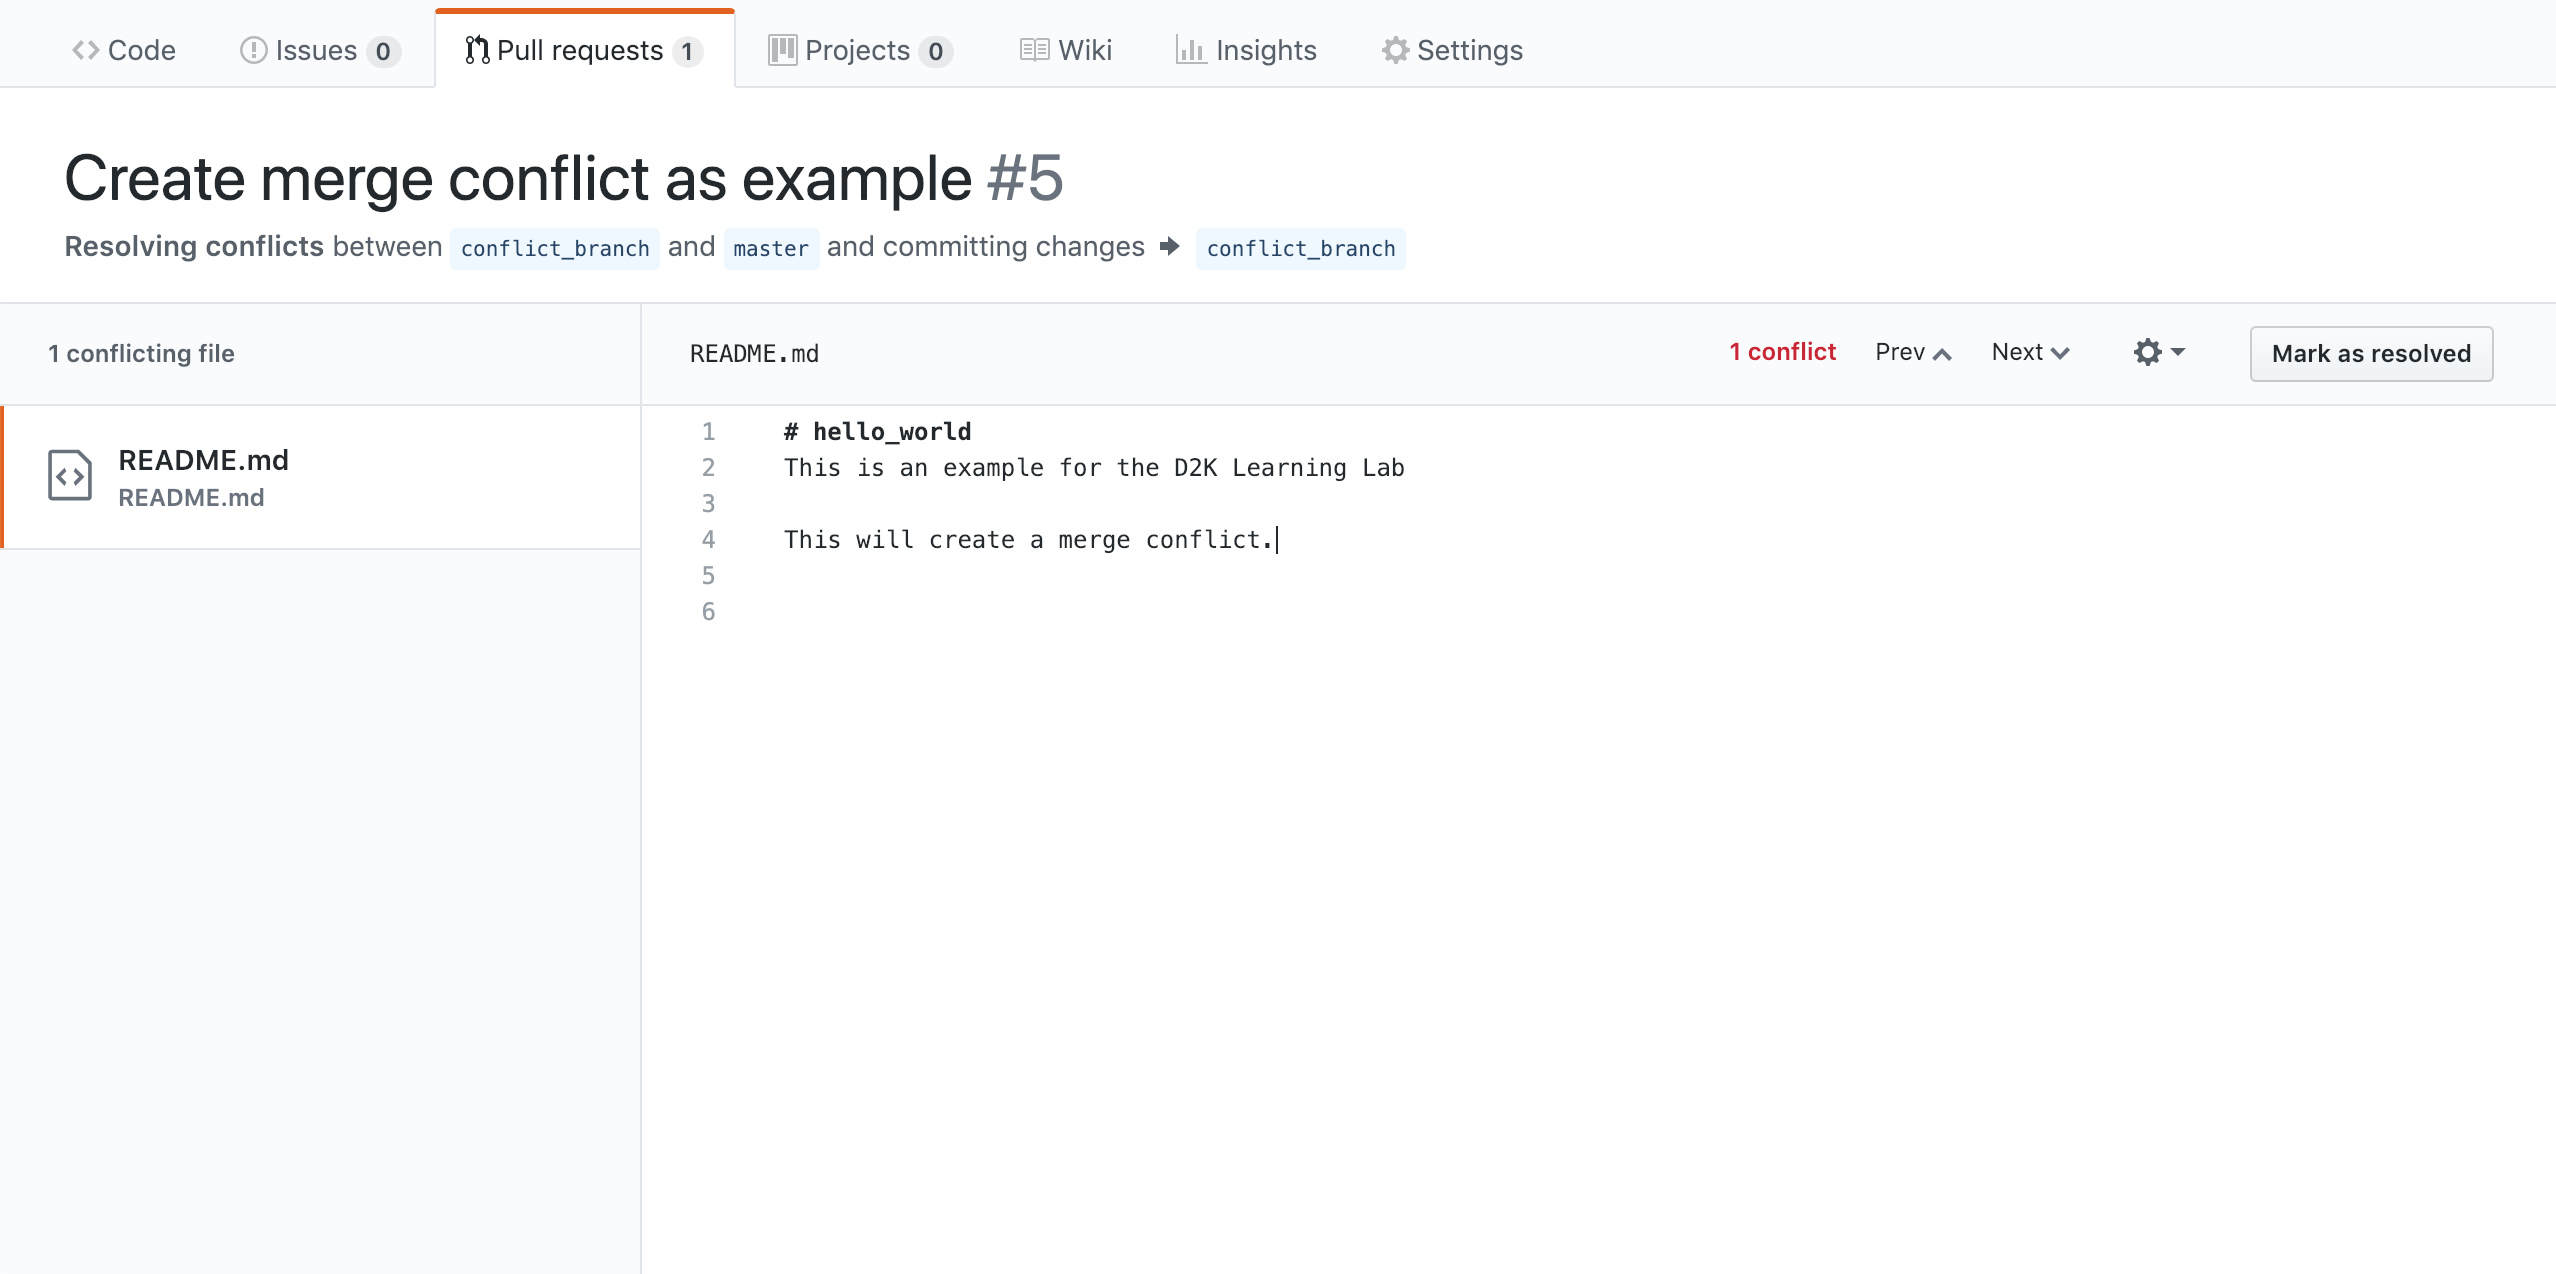 Code Issues 0 Pull requests 1 Projects 0 Wiki Insights Settings
Create merge conflict as example #5
Resolving conflicts between conflict_branch and master and committing changes conflict_branch
1 conflicting file
README.md 1 conflict Prev Next Mark as resolved
README.md
README.md
1 # hello_world
2 This is an example for the D2K Learning Lab
3
4 This will create a merge conflict.
5
6